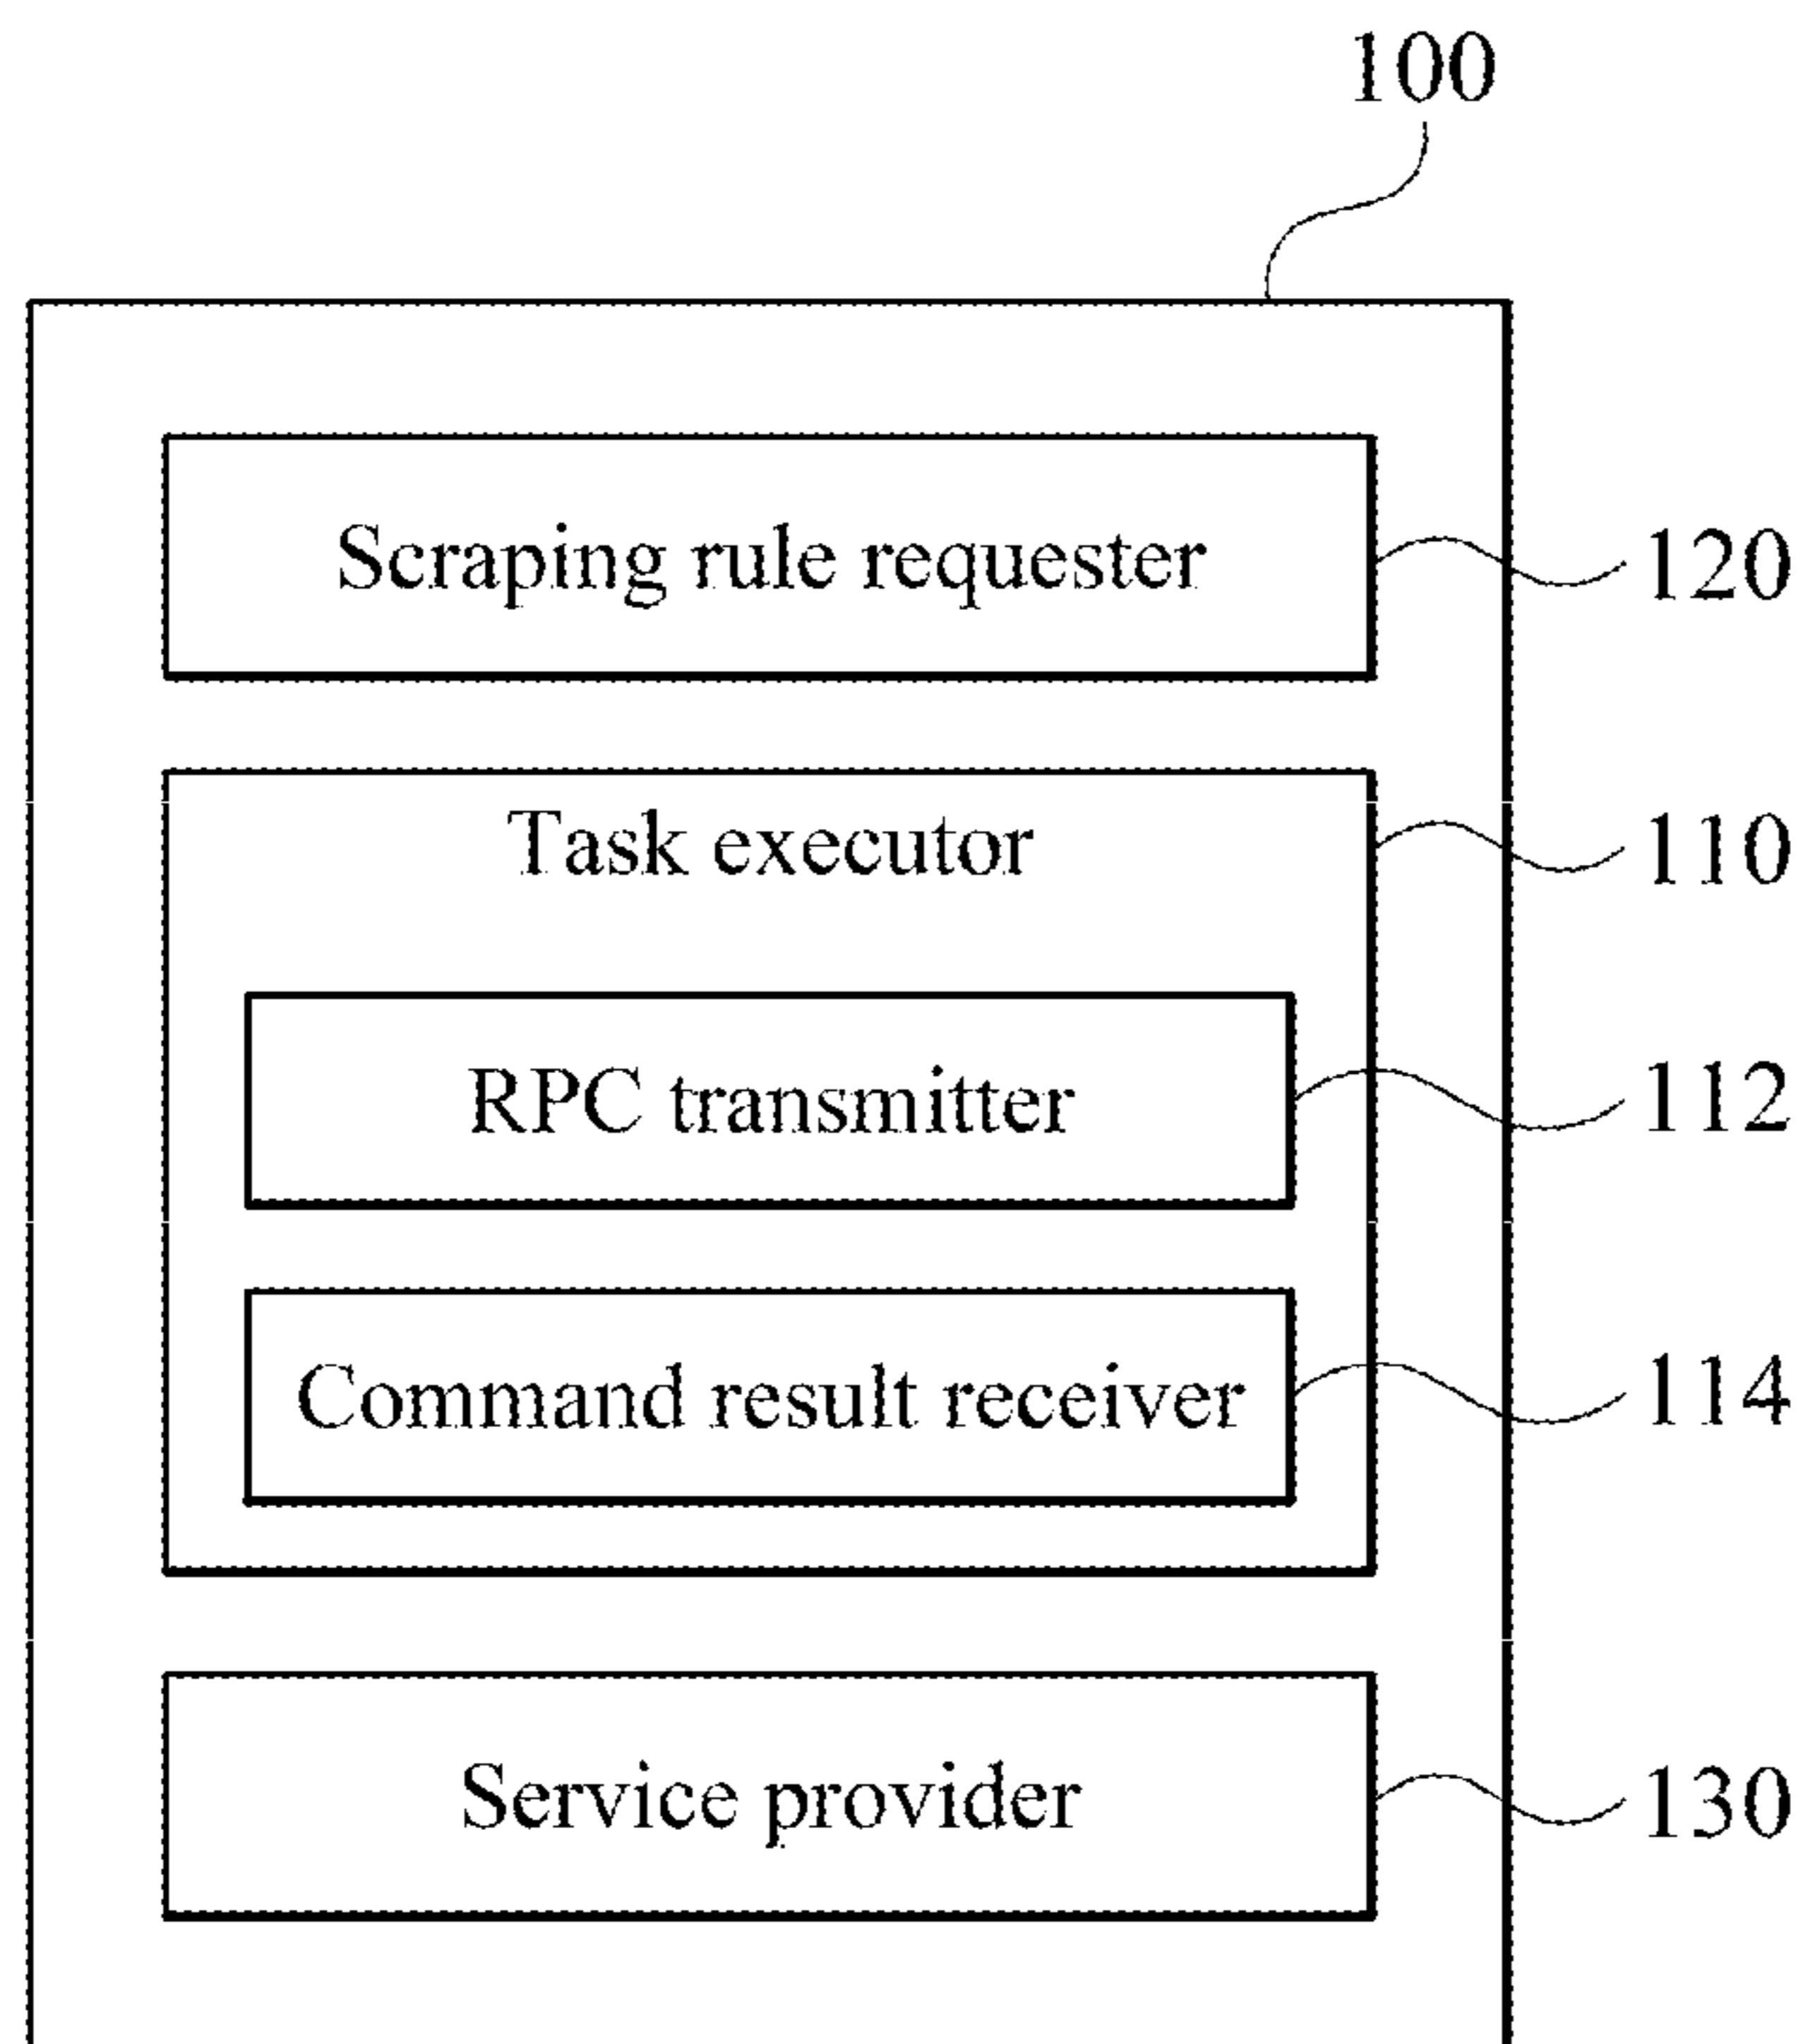 100
Scraping rule requester
120
Task executor
110
RPC transmitter
112
Command result receiver
114
Service provider
130